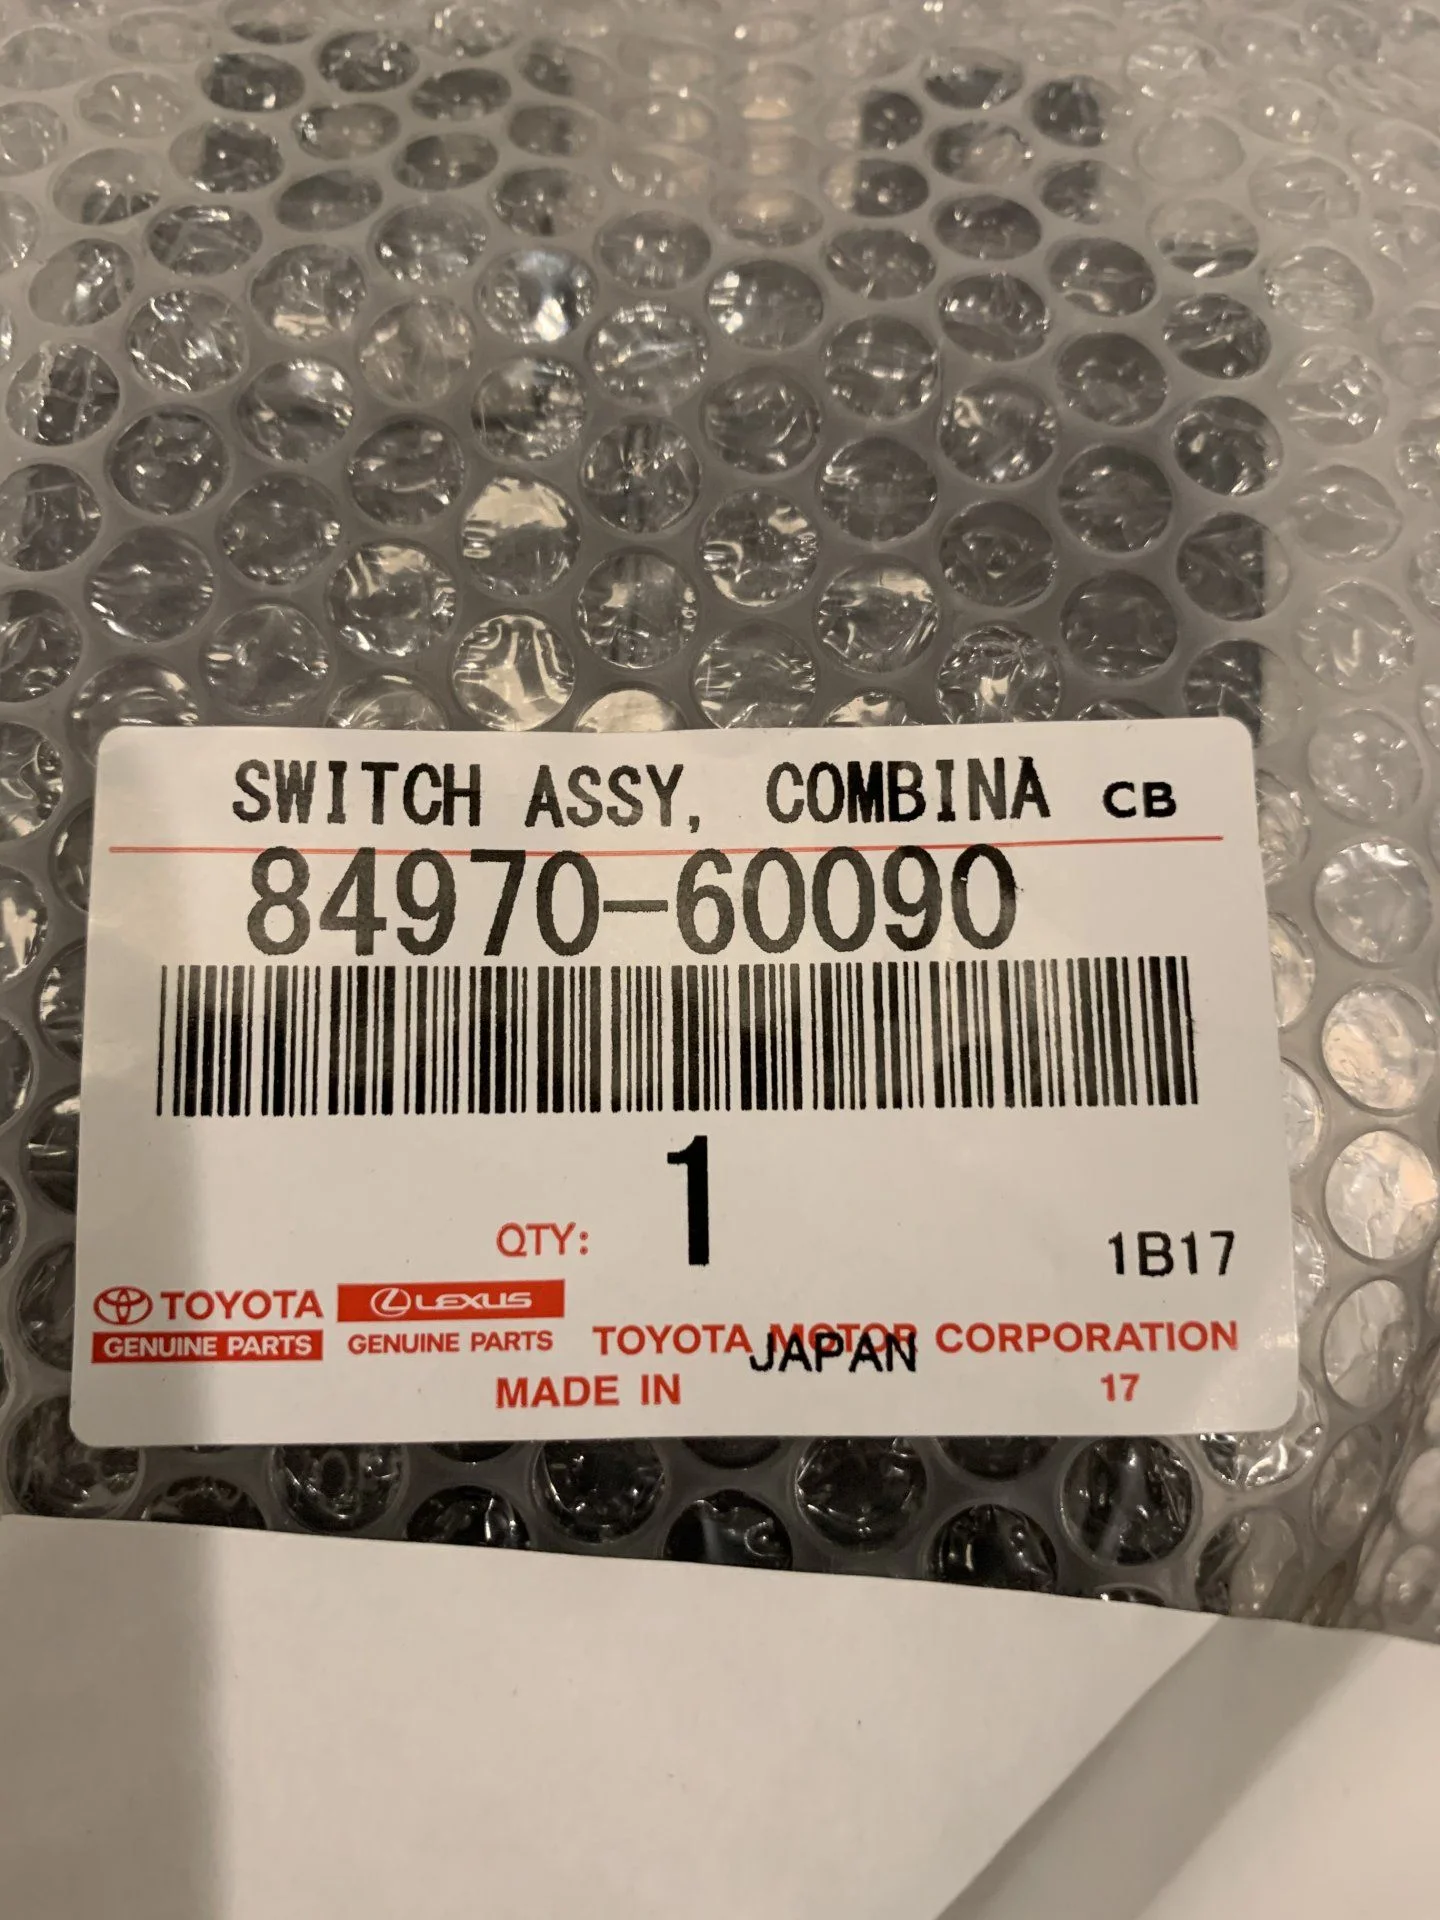 SWITCH ASSY, COMBINA CB
84970-60090
1
QTY:
1B17
TOYOTA LEXUS
GENUINE PARTS GENUINE PARTS TOYOTA MOTOR CORPORATION
JAPAN
MADE IN 17